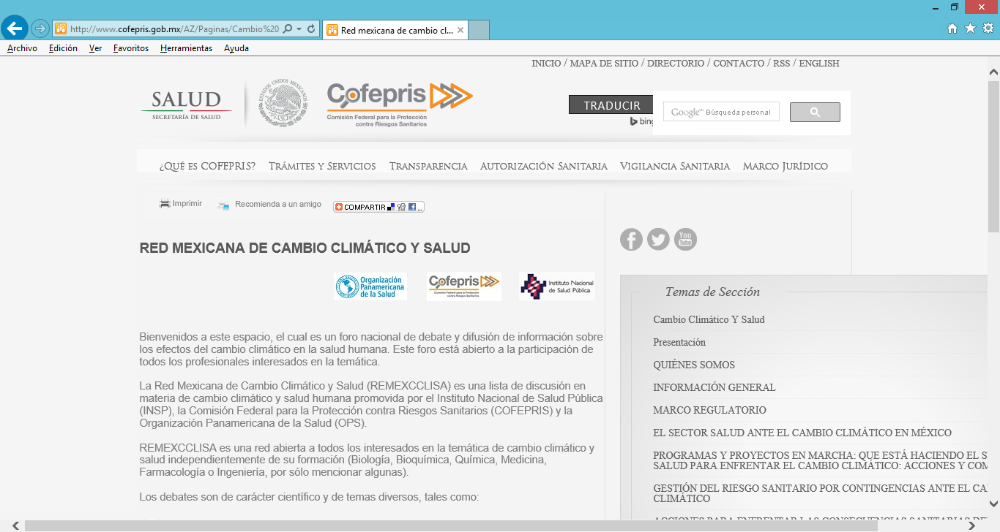 http://www.cofepris.gob.mx/AZ/Paginas/Cambio%20
Red mexicana de cambio cl...
Archivo Edición Ver Favoritos Herramientas Ayuda
INICIO / MAPA DE SITIO / DIRECTORIO / CONTACTO / RSS / ENGLISH
SALUD
SECRETARÍA DE SALUD
ESTADOS UNIDOS MEXICANOS
Cofepris
Comisión Federal para la Protección
contra Riesgos Sanitarios
TRADUCIR
bing
Google™ Búsqueda personal
¿Qué es COFEPRIS? Trámites y Servicios Transparencia Autorización Sanitaria Vigilancia Sanitaria Marco Jurídico
Imprimir Recomienda a un amigo COMPARTIR ...
You
Tube
RED MEXICANA DE CAMBIO CLIMÁTICO Y SALUD
Organización
Panamericana
de la Salud
Cofepris
Comisión Federal para la Protección
contra Riesgos Sanitarios
Instituto Nacional
de Salud Pública
Bienvenidos a este espacio, el cual es un foro nacional de debate y difusión de información sobre
los efectos del cambio climático en la salud humana. Este foro está abierto a la participación de
todos los profesionales interesados en la temática.
La Red Mexicana de Cambio Climático y Salud (REMEXCCLISA) es una lista de discusión en
materia de cambio climático y salud humana promovida por el Instituto Nacional de Salud Pública
(INSP), la Comisión Federal para la Protección contra Riesgos Sanitarios (COFEPRIS) y la
Organización Panamericana de la Salud (OPS).
REMEXCCLISA es una red abierta a todos los interesados en la temática de cambio climático y
salud independientemente de su formación (Biología, Bioquímica, Química, Medicina,
Farmacología o Ingeniería, por sólo mencionar algunas).
Los debates son de carácter científico y de temas diversos, tales como:
Temas de Sección
Cambio Climático Y Salud
Presentación
QUIÉNES SOMOS
INFORMACIÓN GENERAL
MARCO REGULATORIO
EL SECTOR SALUD ANTE EL CAMBIO CLIMÁTICO EN MÉXICO
PROGRAMAS Y PROYECTOS EN MARCHA: QUE ESTÁ HACIENDO EL S
SALUD PARA ENFRENTAR EL CAMBIO CLIMÁTICO: ACCIONES Y COM
GESTIÓN DEL RIESGO SANITARIO POR CONTINGENCIAS ANTE EL CA
CLIMÁTICO
ACCIONES PARA ENFRENTAR LAS CONSECUENCIAS SANITARIAS DE